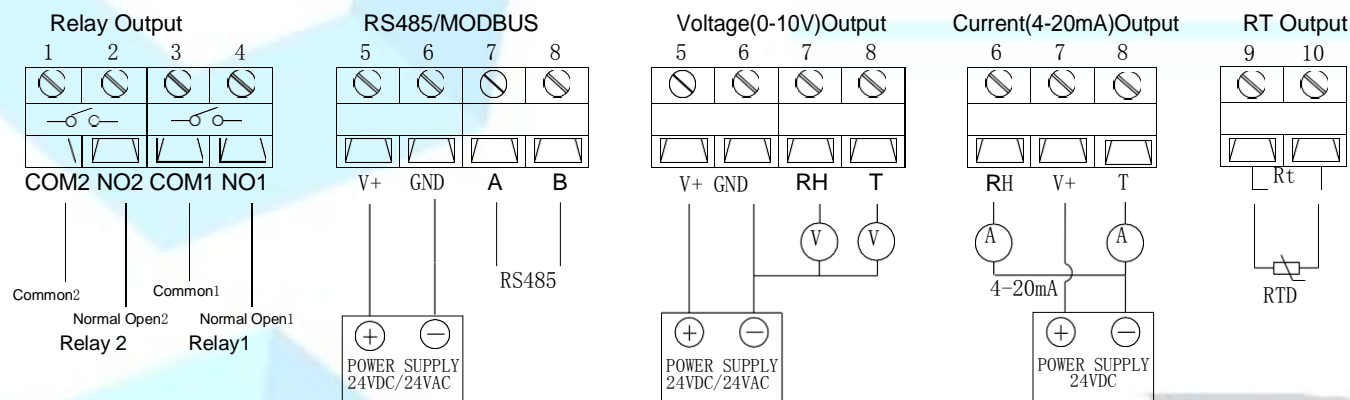 Relay Output
RS485/MODBUS
Voltage(0-10V)Output
Current(4-20mA)Output
RT Output
1 2 3 4
5 6 7 8
5 6 7 8
6 7 8
9 10
COM2 NO2 COM1 NO1
V+ GND A B
V+ GND RH T
RH V+ T
Rt
V V
A A
RS485
4-20mA
RTD
Common2
Common1
Normal Open2
Normal Open1
Relay 2
Relay1
+ −
POWER SUPPLY
24VDC/24VAC
+ −
POWER SUPPLY
24VDC/24VAC
+ −
POWER SUPPLY
24VDC